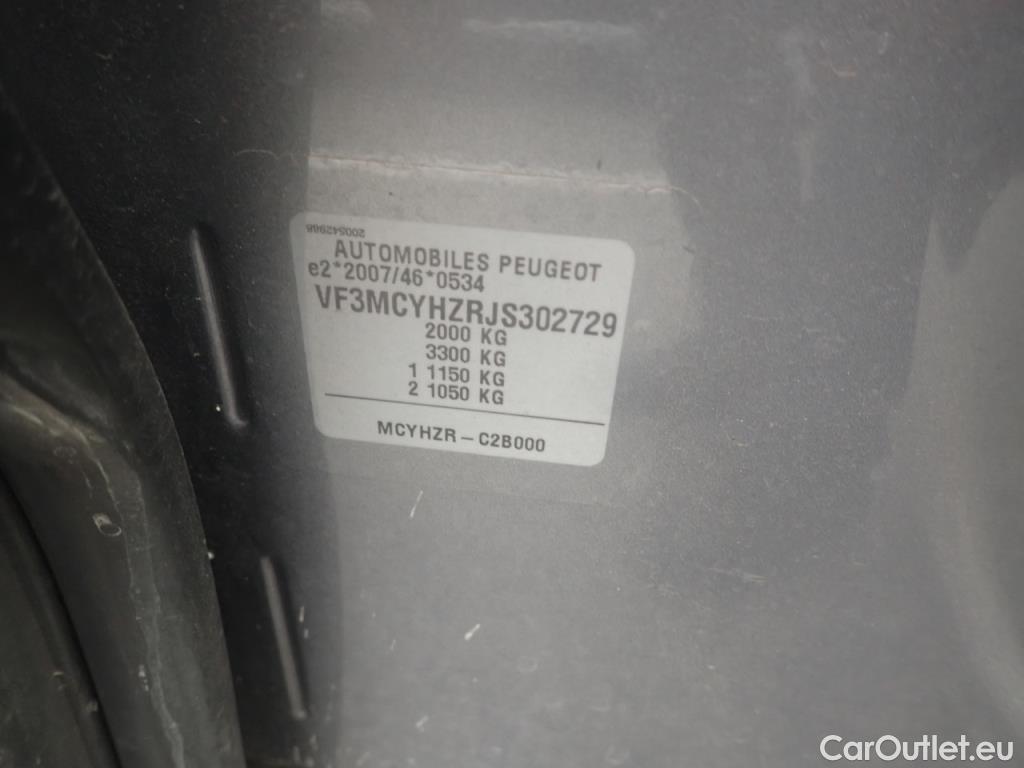 200542988
AUTOMOBILES PEUGEOT
e2*2007/46*0534
VF3MCYHZRJS302729
2000 KG
3300 KG
1 1150 KG
2 1050 KG
MCYHZR – C2B000
CarOutlet.eu